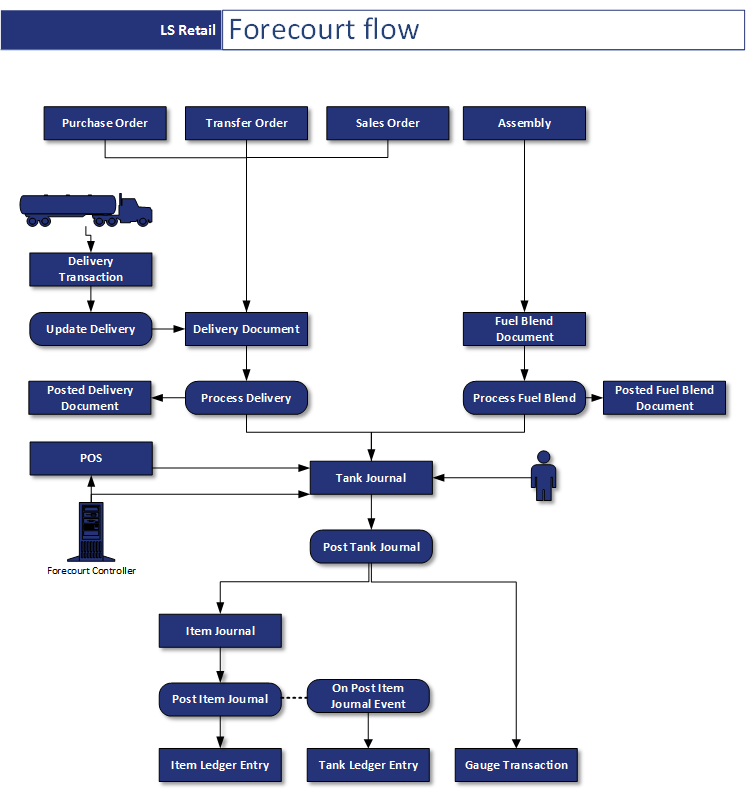 LS Retail
Forecourt flow
Purchase Order
Transfer Order
Sales Order
Assembly
Delivery
Transaction
Update Delivery
Delivery Document
Fuel Blend
Document
Posted Delivery
Document
Process Delivery
Process Fuel Blend
Posted Fuel Blend
Document
POS
Tank Journal
Forecourt Controller
Post Tank Journal
Item Journal
Post Item Journal
On Post Item
Journal Event
Item Ledger Entry
Tank Ledger Entry
Gauge Transaction